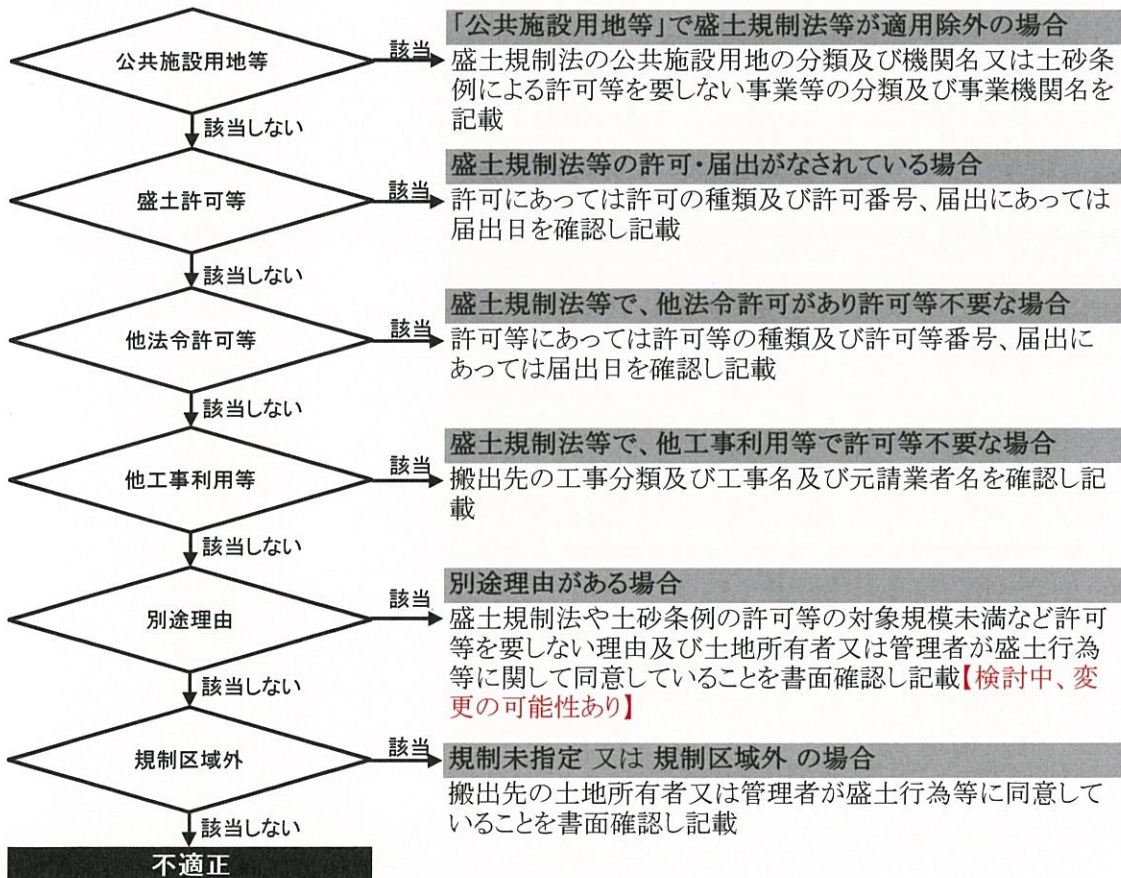 公共施設用地等
該当
「公共施設用地等」で盛土規制法等が適用除外の場合
盛土規制法の公共施設用地の分類及び機関名又は土砂条
例による許可等を要しない事業等の分類及び事業機関名を
記載
該当しない
盛土許可等
該当
盛土規制法等の許可・届出がなされている場合
許可にあっては許可の種類及び許可番号、届出にあっては
届出日を確認し記載
該当しない
他法令許可等
該当
盛土規制法等で、他法令許可があり許可等不要な場合
許可等にあっては許可等の種類及び許可等番号、届出に
あっては届出日を確認し記載
該当しない
他工事利用等
該当
盛土規制法等で、他工事利用等で許可等不要な場合
搬出先の工事分類及び工事名及び元請業者名を確認し記
載
該当しない
別途理由
該当
別途理由がある場合
盛土規制法や土砂条例の許可等の対象規模未満など許可
等を要しない理由及び土地所有者又は管理者が盛土行為
等に関して同意していることを書面確認し記載【検討中、変
更の可能性あり】
該当しない
規制区域外
該当
規制未指定 又は 規制区域外 の場合
搬出先の土地所有者又は管理者が盛土行為等に同意して
いることを書面確認し記載
該当しない
不適正